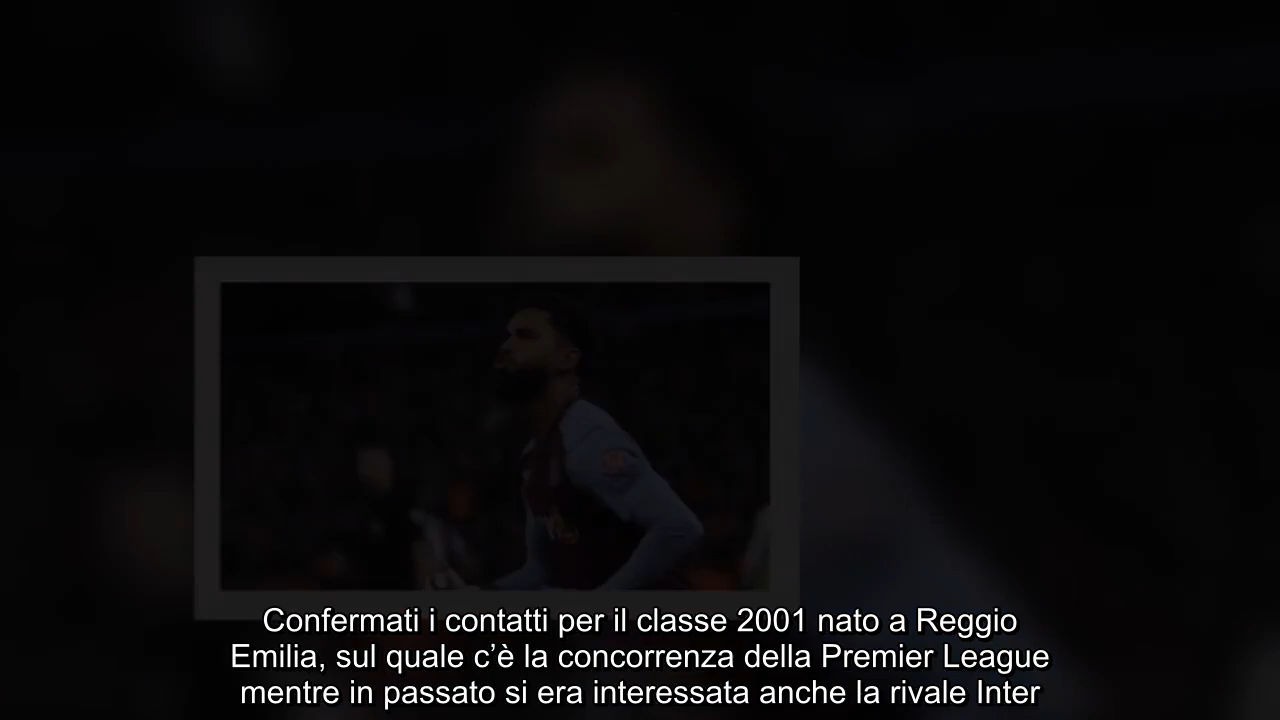 Confermati i contatti per il classe 2001 nato a Reggio
Emilia, sul quale c’è la concorrenza della Premier League
mentre in passato si era interessata anche la rivale Inter